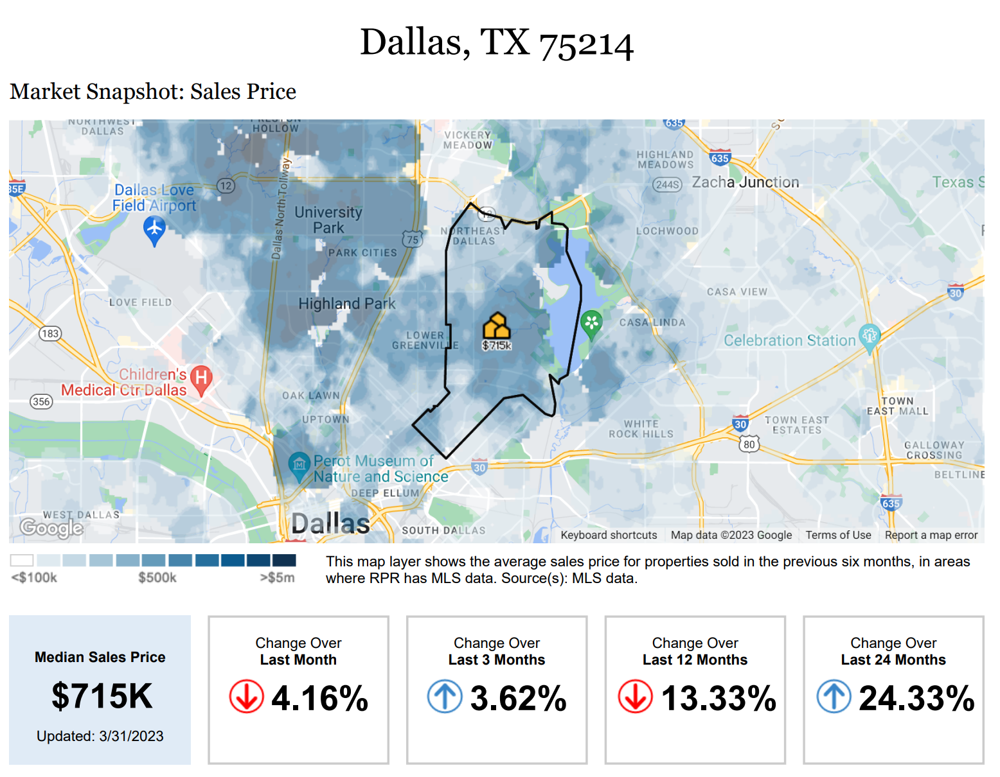 Dallas, TX 75214
Market Snapshot: Sales Price
NORTHWEST
DALLAS
PRESTON
HOLLOW
VICKERY
MEADOW
635
HIGHLAND
MEADOWS
635
244S
Zacha Junction
Texas S
35E
Dallas Love
Field Airport
12
Dallas North Tollway
University
Park
PARK CITIES
75
12
NORTHEAST
DALLAS
LOCHWOOD
LOVE FIELD
Highland Park
CASA VIEW
30
183
LOWER
GREENVILLE
$715k
CASA LINDA
Celebration Station
Children's
Medical Ctr Dallas
H
356
OAK LAWN
UPTOWN
WHITE
ROCK HILLS
30
80
TOWN EAST
ESTATES
TOWN
EAST MALL
GALLOWAY
CROSSING
BELTLINE
Perot Museum of
Nature and Science
30
DEEP ELLUM
635
WEST DALLAS
Google
Dallas
SOUTH DALLAS
Keyboard shortcuts
Map data ©2023 Google
Terms of Use
Report a map error
<$100k
$500k
>$5m
This map layer shows the average sales price for properties sold in the previous six months, in areas
where RPR has MLS data. Source(s): MLS data.
Median Sales Price
$715K
Updated: 3/31/2023
Change Over
Last Month
4.16%
Change Over
Last 3 Months
3.62%
Change Over
Last 12 Months
13.33%
Change Over
Last 24 Months
24.33%